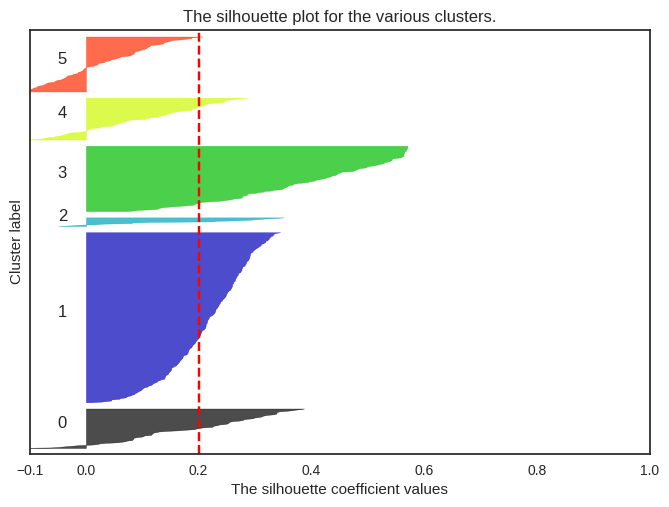 The silhouette plot for the various clusters.
5
4
3
2
1
0
Cluster label
−0.1 0.0 0.2 0.4 0.6 0.8 1.0
The silhouette coefficient values